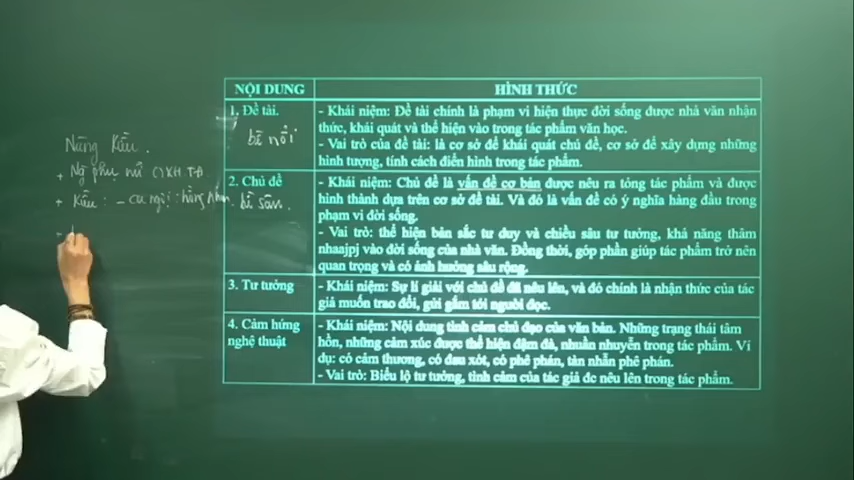 NỘI DUNG
HÌNH THỨC
1. Đề tài.
- Khái niệm: Đề tài chính là phạm vi hiện thực đời sống được nhà văn nhận
thức, khái quát và thể hiện vào trong tác phẩm văn học.
- Vai trò của đề tài: là cơ sở để khái quát chủ đề, cơ sở để xây dựng những
hình tượng, tính cách điển hình trong tác phẩm.
bề nổi
2. Chủ đề
- Khái niệm: Chủ đề là vấn đề cơ bản được nêu ra tỏng tác phẩm và được
hình thành dựa trên cơ sở đề tài. Và đó là vấn đề có ý nghĩa hàng đầu trong
phạm vi đời sống.
- Vai trò: thể hiện bản sắc tư duy và chiều sâu tư tưởng, khả năng thâm
nhaajpj vào đời sống của nhà văn. Đồng thời, góp phần giúp tác phẩm trở nên
quan trọng và có ảnh hưởng sâu rộng.
bề sâu.
3. Tư tưởng
- Khái niệm: Sự lí giải với chủ đề đã nêu lên, và đó chính là nhận thức của tác
giả muốn trao đổi, gửi gắm tới người đọc.
4. Cảm hứng
nghệ thuật
- Khái niệm: Nội dung tình cảm chủ đạo của văn bản. Những trạng thái tâm
hồn, những cảm xúc được thể hiện đậm đà, nhuần nhuyễn trong tác phẩm. Ví
dụ: có cảm thương, có đau xót, có phê phán, tàn nhẫn phê phán.
- Vai trò: Biểu lộ tư tưởng, tình cảm của tác giả đc nêu lên trong tác phẩm.
Nàng Kiều.
+ Ng phụ nữ XH
+ Kiều: - ca ngợi:
+